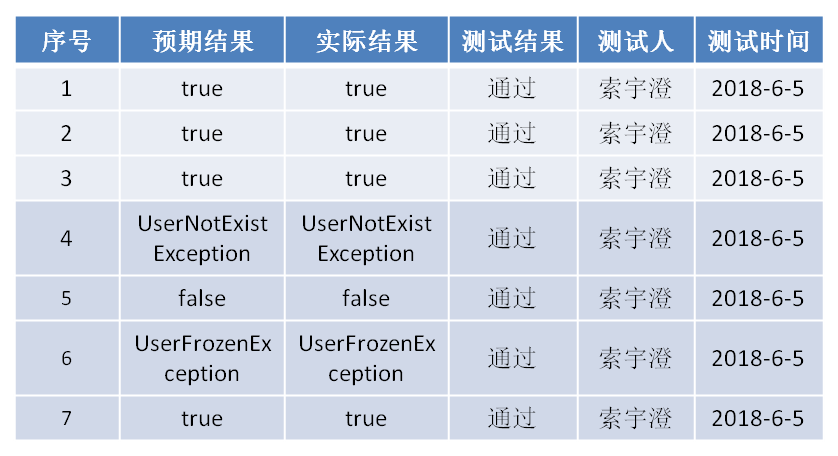 序号 预期结果 实际结果 测试结果 测试人 测试时间
1 true true 通过 索宇澄 2018-6-5
2 true true 通过 索宇澄 2018-6-5
3 true true 通过 索宇澄 2018-6-5
4 UserNotExist Exception UserNotExist Exception 通过 索宇澄 2018-6-5
5 false false 通过 索宇澄 2018-6-5
6 UserFrozenEx ception UserFrozenEx ception 通过 索宇澄 2018-6-5
7 true true 通过 索宇澄 2018-6-5